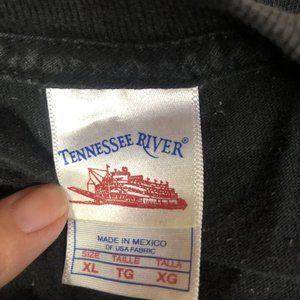 TENNESSEE RIVER®
MADE IN MEXICO
OF USA FABRIC
SIZE TAILLE TALLA
XL TG XG